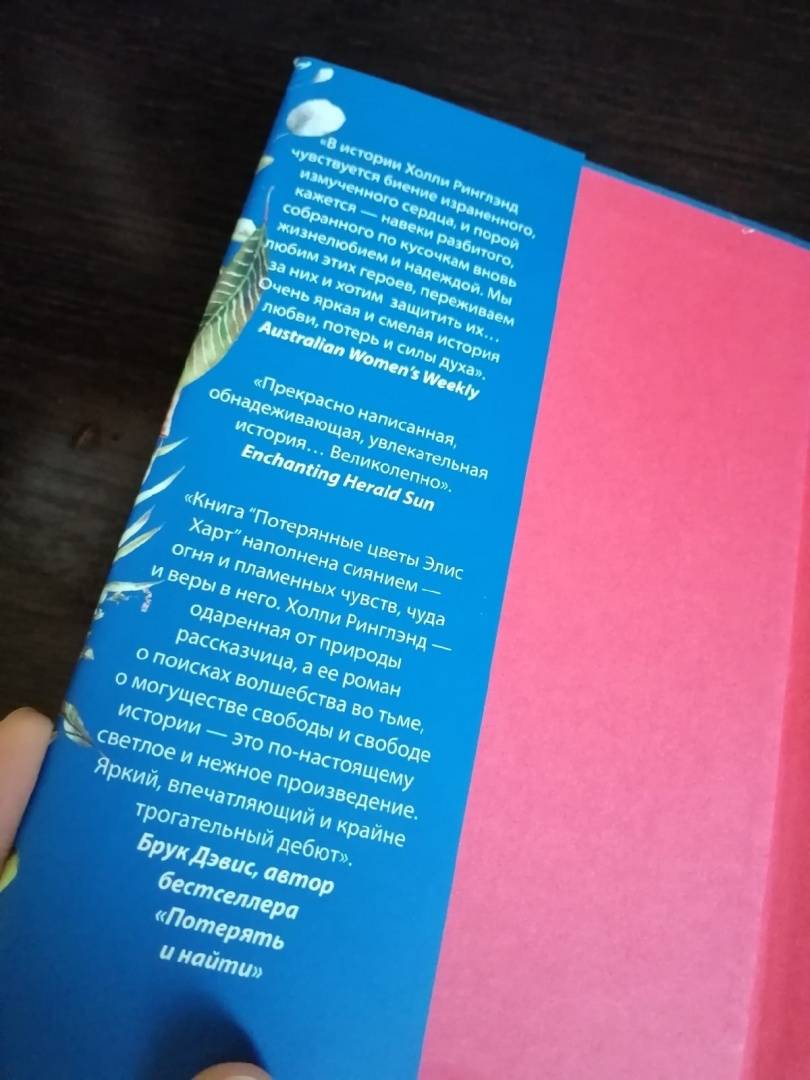 «В истории Холли Ринглэнд
чувствуется биение израненного,
измученного сердца, и порой
кажется — навеки разбитого,
собранного по кусочкам вновь
жизнелюбием и надеждой. Мы
любим этих героев, переживаем
за них и хотим защитить их…
Очень яркая и смелая история
любви, потерь и силы духа».
Australian Women's Weekly
«Прекрасно написанная,
обнадеживающая, увлекательная
история… Великолепно».
Enchanting Herald Sun
«Книга "Потерянные цветы Элис
Харт" наполнена сиянием —
огня и пламенных чувств, чуда
и веры в него. Холли Ринглэнд —
одаренная от природы
рассказчица, а ее роман
о поисках волшебства во тьме,
о могуществе свободы и свободе
истории — это по-настоящему
светлое и нежное произведение.
Яркий, впечатляющий и крайне
трогательный дебют».
Брук Дэвис, автор
бестселлера
«Потерять
и найти»